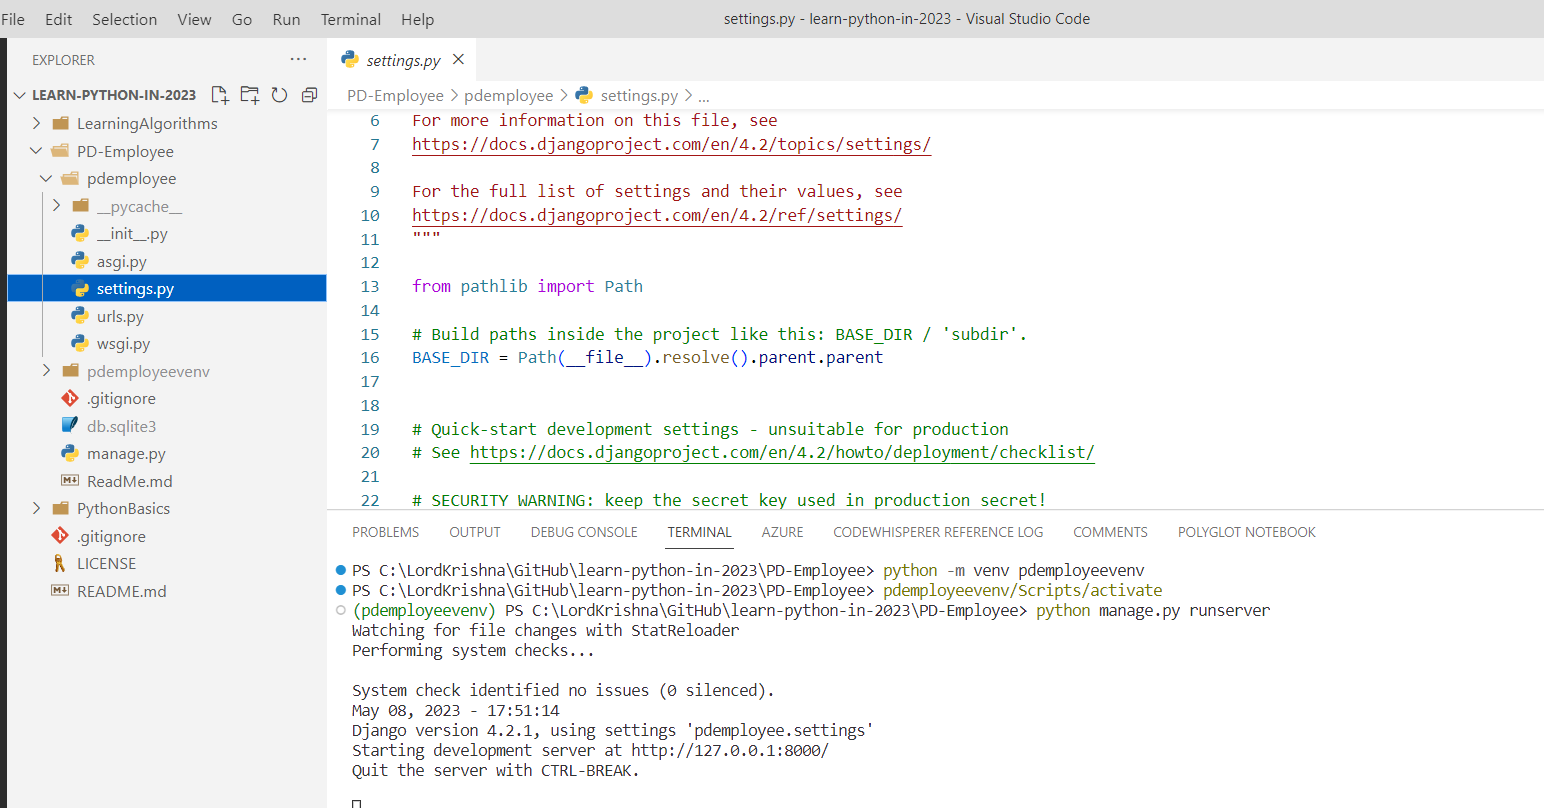 File Edit Selection View Go Run Terminal Help
settings.py - learn-python-in-2023 - Visual Studio Code
EXPLORER
LEARN-PYTHON-IN-2023
LearningAlgorithms
PD-Employee
pdemployee
__pycache__
__init__.py
asgi.py
settings.py
urls.py
wsgi.py
pdemployeevenv
.gitignore
db.sqlite3
manage.py
ReadMe.md
PythonBasics
.gitignore
LICENSE
README.md
settings.py
PD-Employee > pdemployee > settings.py > ...
6 For more information on this file, see
7 https://docs.djangoproject.com/en/4.2/topics/settings/
8
9 For the full list of settings and their values, see
10 https://docs.djangoproject.com/en/4.2/ref/settings/
11 """
12
13 from pathlib import Path
14
15 # Build paths inside the project like this: BASE_DIR / 'subdir'.
16 BASE_DIR = Path(__file__).resolve().parent.parent
17
18
19 # Quick-start development settings - unsuitable for production
20 # See https://docs.djangoproject.com/en/4.2/howto/deployment/checklist/
21
22 # SECURITY WARNING: keep the secret key used in production secret!
PROBLEMS OUTPUT DEBUG CONSOLE TERMINAL AZURE CODEWHISPERER REFERENCE LOG COMMENTS POLYGLOT NOTEBOOK
PS C:\LordKrishna\GitHub\learn-python-in-2023\PD-Employee> python -m venv pdemployeevenv
PS C:\LordKrishna\GitHub\learn-python-in-2023\PD-Employee> pdemployeevenv/Scripts/activate
(pdemployeevenv) PS C:\LordKrishna\GitHub\learn-python-in-2023\PD-Employee> python manage.py runserver
Watching for file changes with StatReloader
Performing system checks...
System check identified no issues (0 silenced).
May 08, 2023 - 17:51:14
Django version 4.2.1, using settings 'pdemployee.settings'
Starting development server at http://127.0.0.1:8000/
Quit the server with CTRL-BREAK.